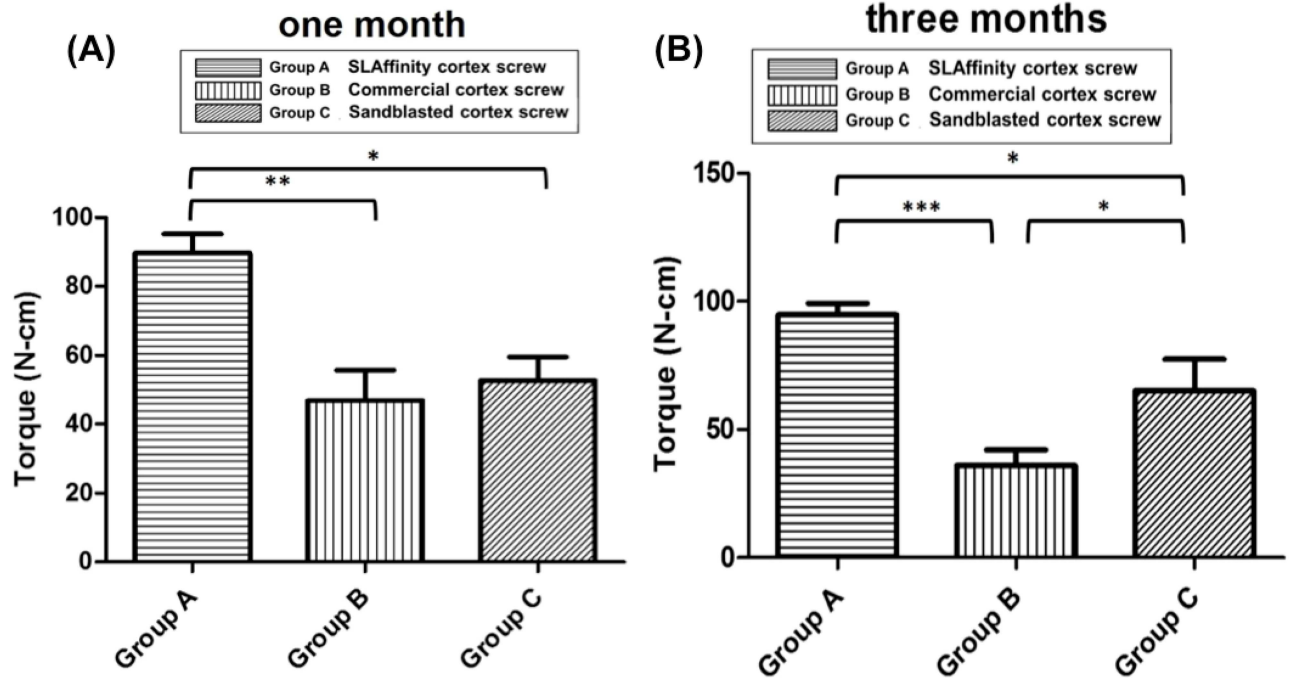 (A)
one month
Group A SLAffinity cortex screw
Group B Commercial cortex screw
Group C Sandblasted cortex screw
*
**
100
80
60
40
20
0
Torque (N-cm)
Group A
Group B
Group C
(B)
three months
Group A SLAffinity cortex screw
Group B Commercial cortex screw
Group C Sandblasted cortex screw
*
***
*
150
100
50
0
Torque (N-cm)
Group A
Group B
Group C